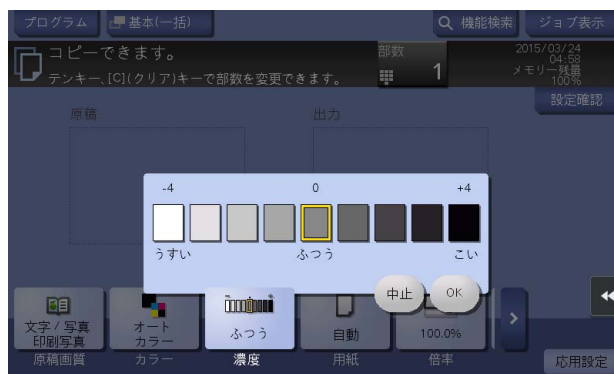 プログラム
基本(一括)
機能検索
ジョブ表示
コピーできます。
テンキー、[C](クリア)キーで部数を変更できます。
部数
1
2015/03/24
04:58
メモリー残量
100%
設定確認
原稿
出力
-4
0
+4
うすい
ふつう
こい
中止
OK
文字/写真
印刷写真
オート
カラー
ふつう
自動
100.0%
原稿画質
カラー
濃度
用紙
倍率
応用設定